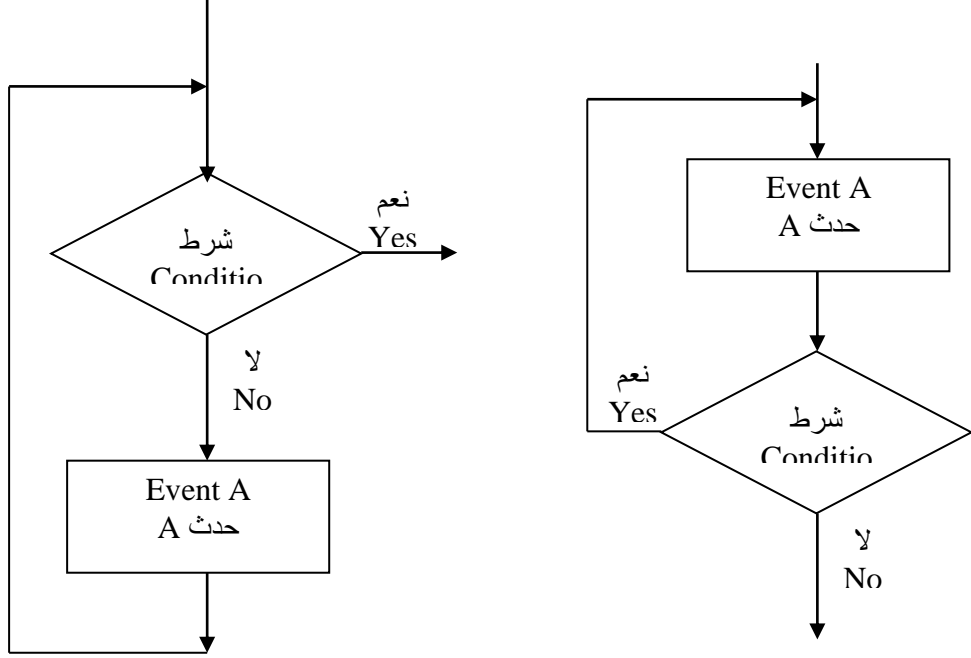 نعم
Yes
شرط
Conditio
لا
No
Event A
حدث A
Event A
حدث A
نعم
Yes
شرط
Conditio
لا
No